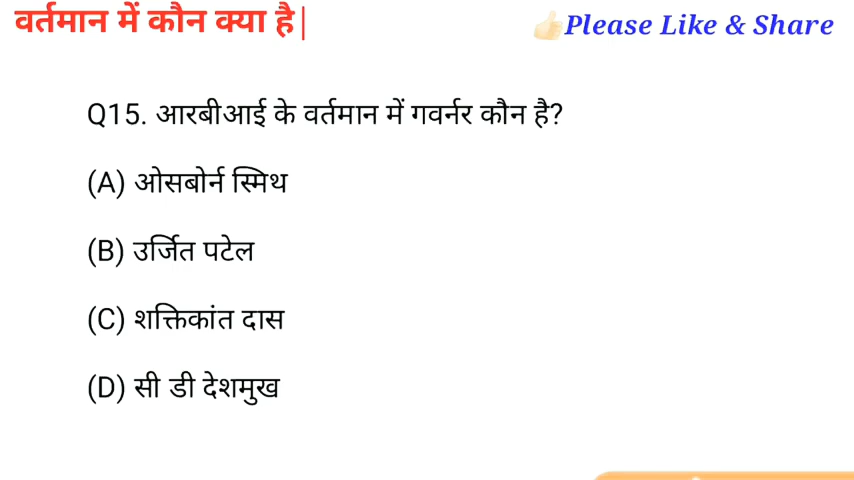 वर्तमान में कौन क्या है|
👍Please Like & Share
Q15. आरबीआई के वर्तमान में गवर्नर कौन है?
(A) ओसबोर्न स्मिथ
(B) उर्जित पटेल
(C) शक्तिकांत दास
(D) सी डी देशमुख